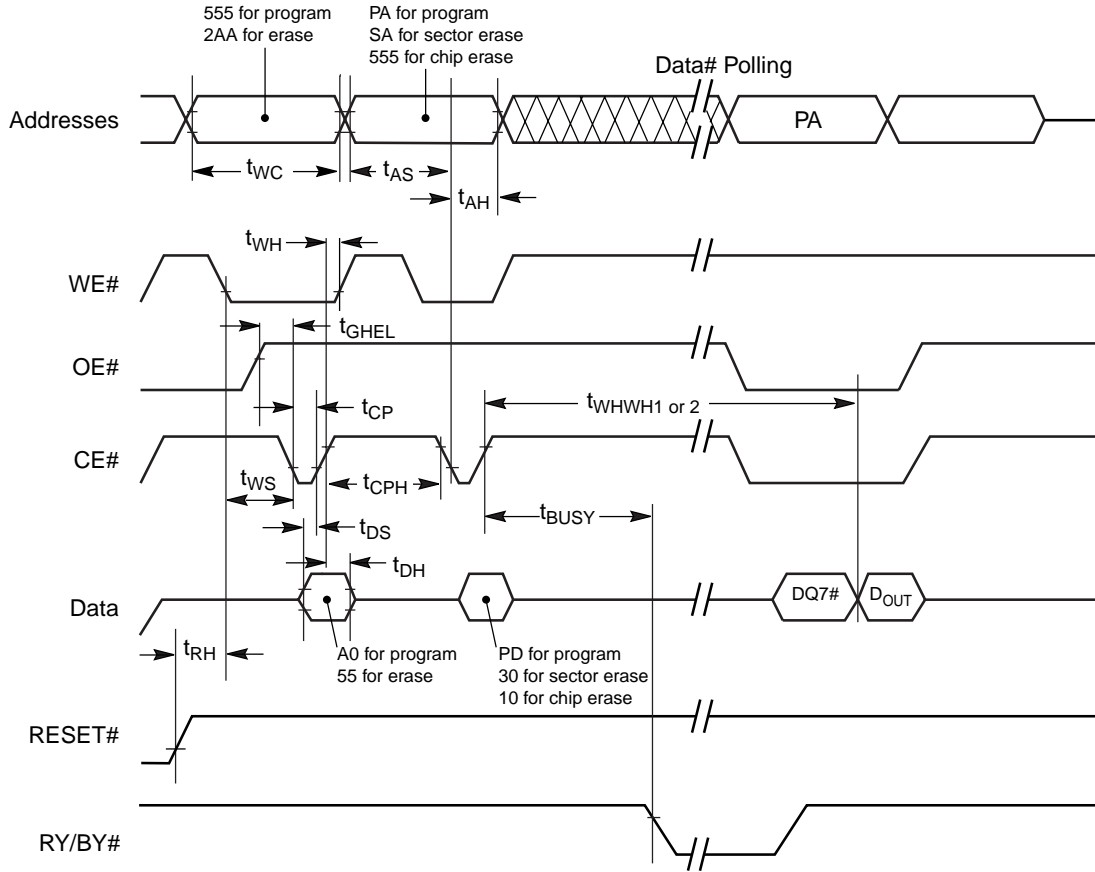 555 for program
2AA for erase
PA for program
SA for sector erase
555 for chip erase
Data# Polling
Addresses
PA
tWC
tAS
tAH
tWH
WE#
tGHEL
OE#
tWHWH1 or 2
tCP
CE#
tWS
tCPH
tBUSY
tDS
tDH
Data
DQ7#
DOUT
tRH
A0 for program
55 for erase
PD for program
30 for sector erase
10 for chip erase
RESET#
RY/BY#